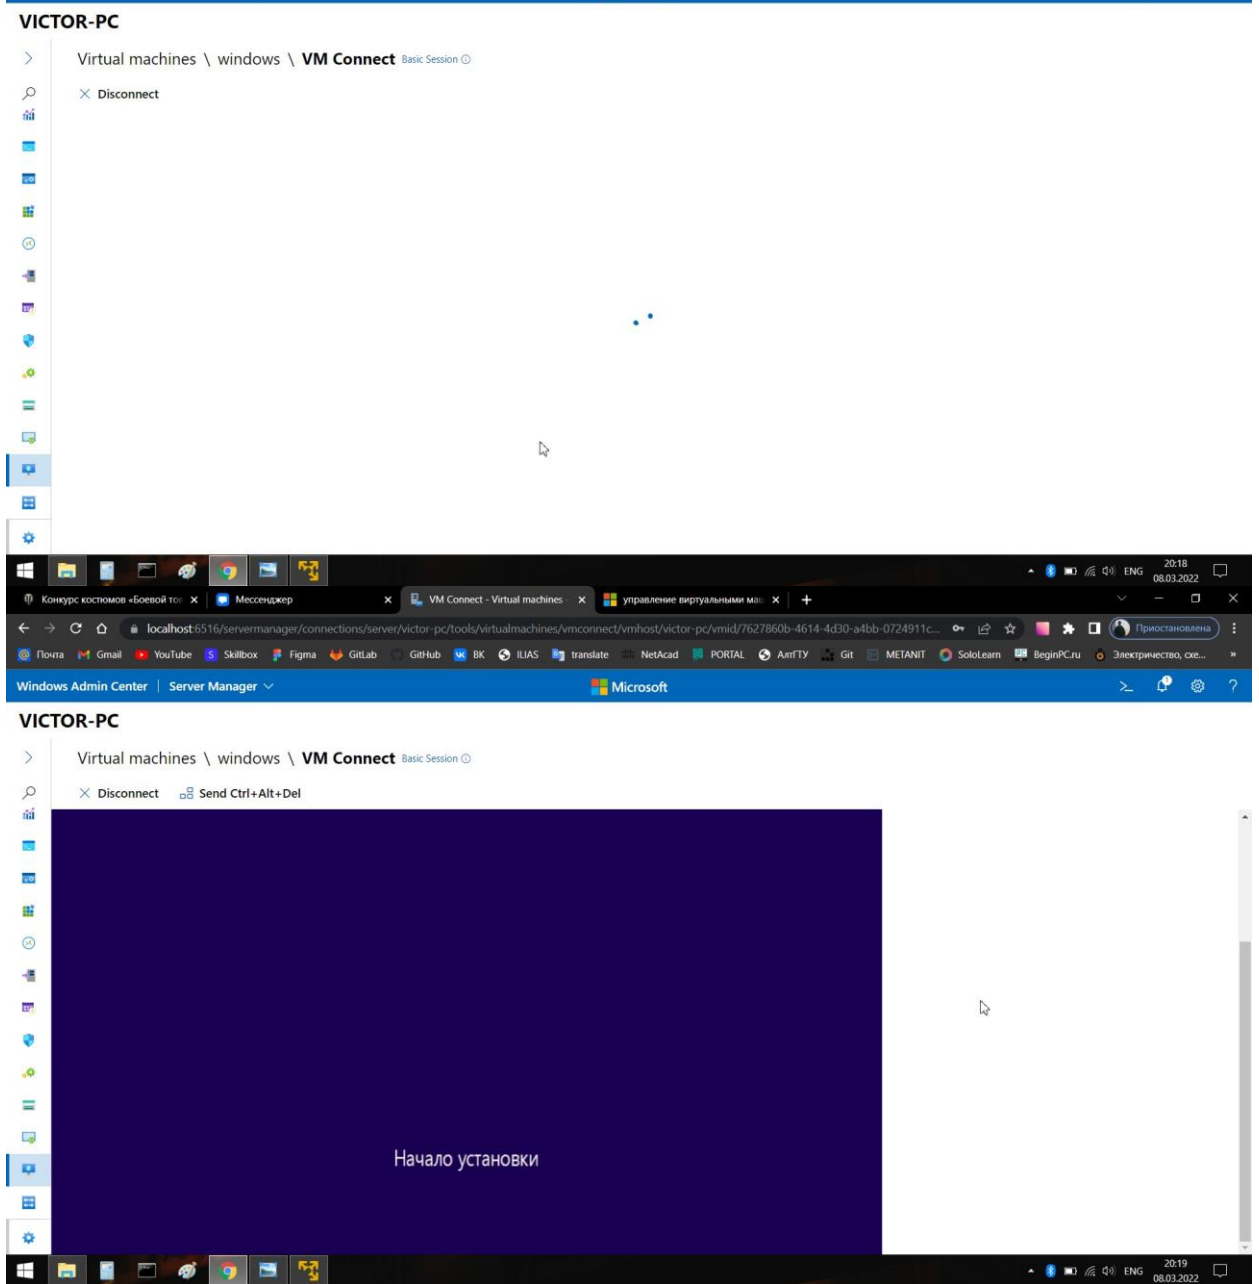 VICTOR-PC
Virtual machines \ windows \ VM Connect Basic Session
Disconnect
ENG
20:18
08.03.2022
Конкурс костюмов «Боевой то
Мессенджер
VM Connect - Virtual machines -
управление виртуальными ма
localhost:6516/servermanager/connections/server/victor-pc/tools/virtualmachines/vmconnect/vmhost/victor-pc/vmid/7627860b-4614-4d30-a4bb-0724911c...
Приостановлена
Почта Gmail YouTube Skillbox Figma GitLab GitHub ВК ILIAS translate NetAcad PORTAL АлтГТУ Git METANIT SoloLearn BeginPC.ru Электричество, схе... »
Windows Admin Center | Server Manager Microsoft
VICTOR-PC
Virtual machines \ windows \ VM Connect Basic Session
Disconnect Send Ctrl+Alt+Del
Начало установки
ENG
20:19
08.03.2022